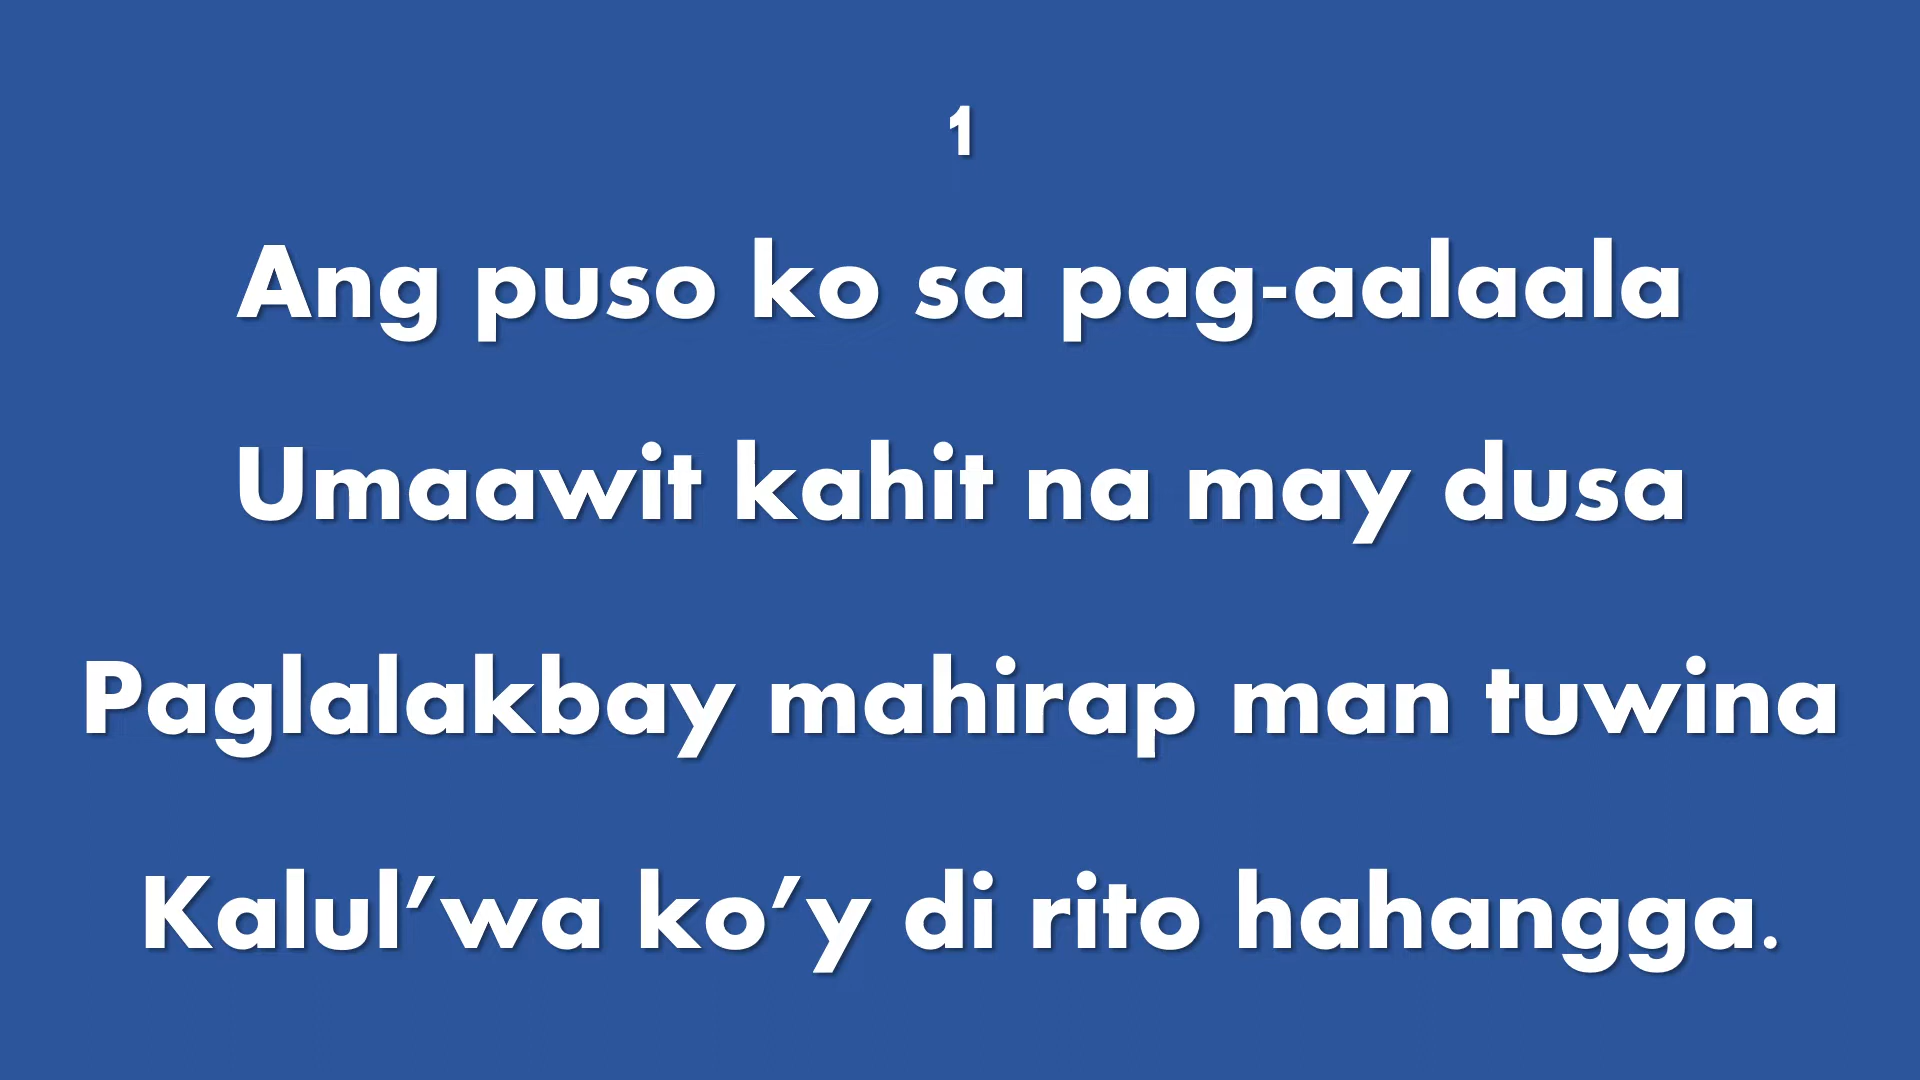 1
Ang puso ko sa pag-aalaala
Umaawit kahit na may dusa
Paglalakbay mahirap man tuwina
Kalul’wa ko’y di rito hahangga.